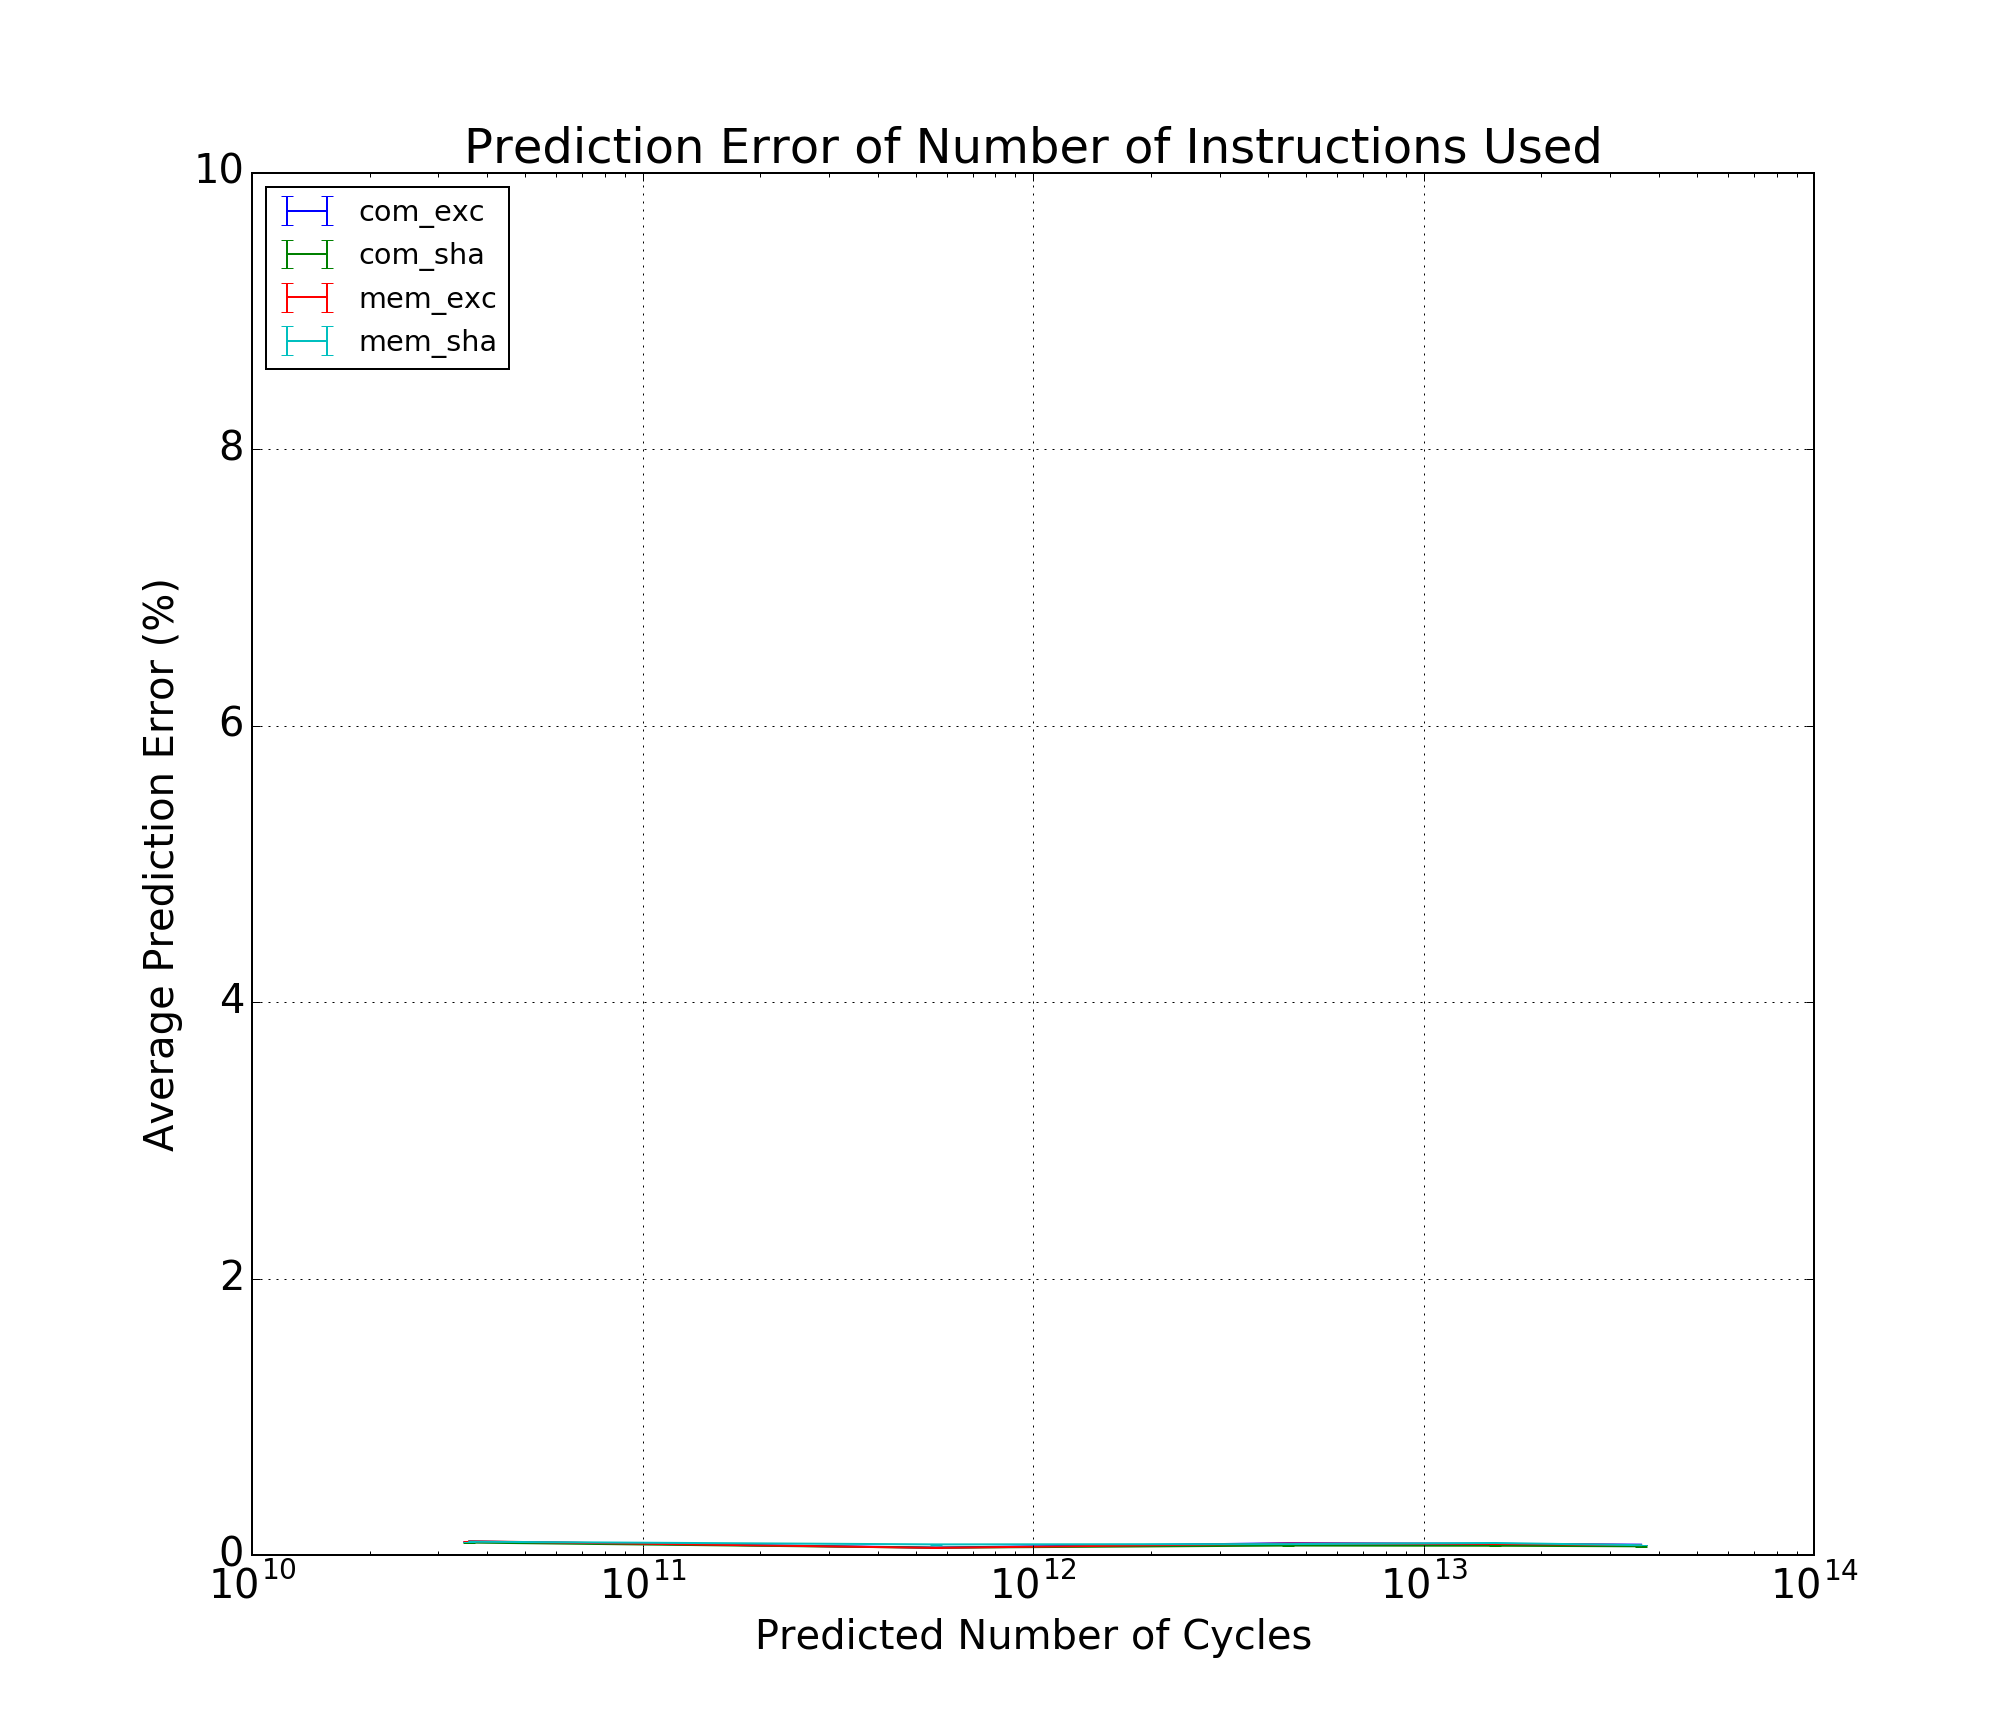 Prediction Error of Number of Instructions Used
10
com_exc
com_sha
mem_exc
mem_sha
8
6
4
2
0
Average Prediction Error (%)
10^10 10^11 10^12 10^13 10^14
Predicted Number of Cycles